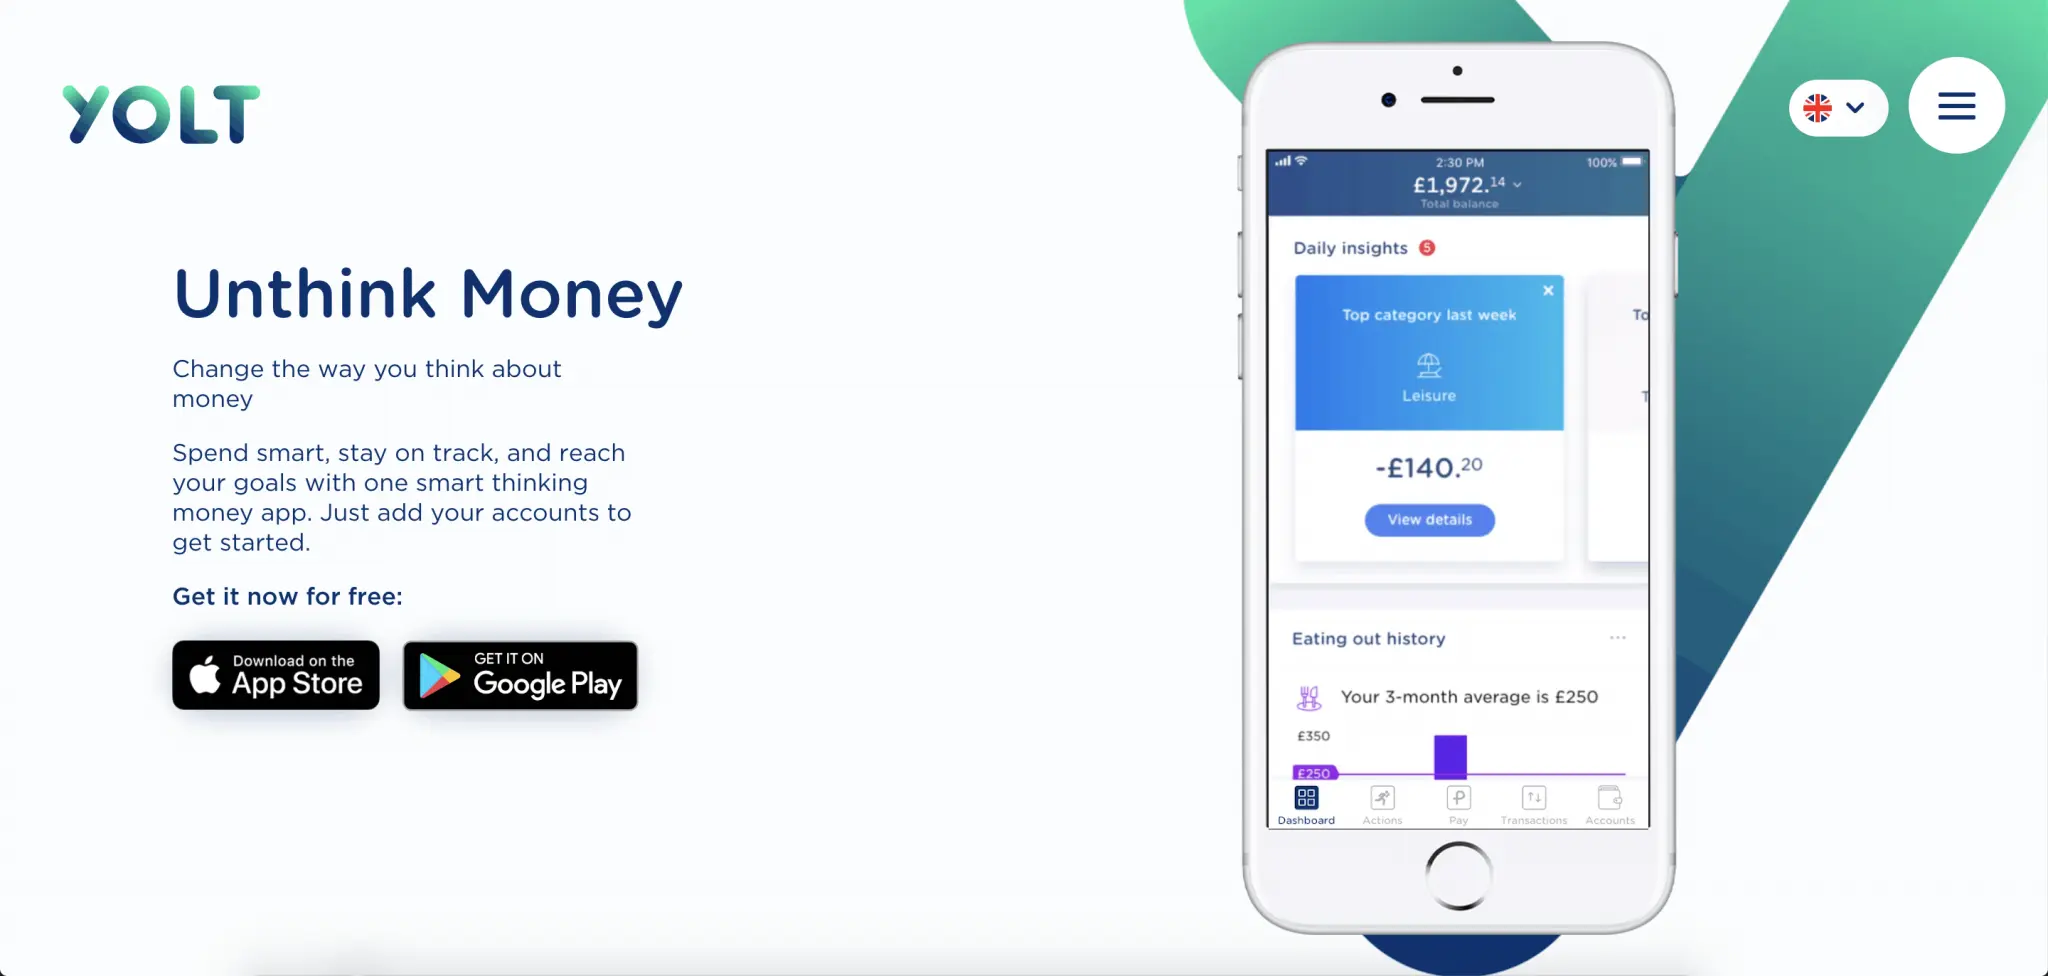 YOLT
Unthink Money
Change the way you think about
money
Spend smart, stay on track, and reach
your goals with one smart thinking
money app. Just add your accounts to
get started.
Get it now for free:
Download on the
App Store
GET IT ON
Google Play
2:30 PM
100%
£1,972.14
Total balance
Daily insights 5
Top category last week
Leisure
-£140.20
View details
To
T
Eating out history
Your 3-month average is £250
£350
£250
Dashboard
Actions
Pay
Transactions
Accounts